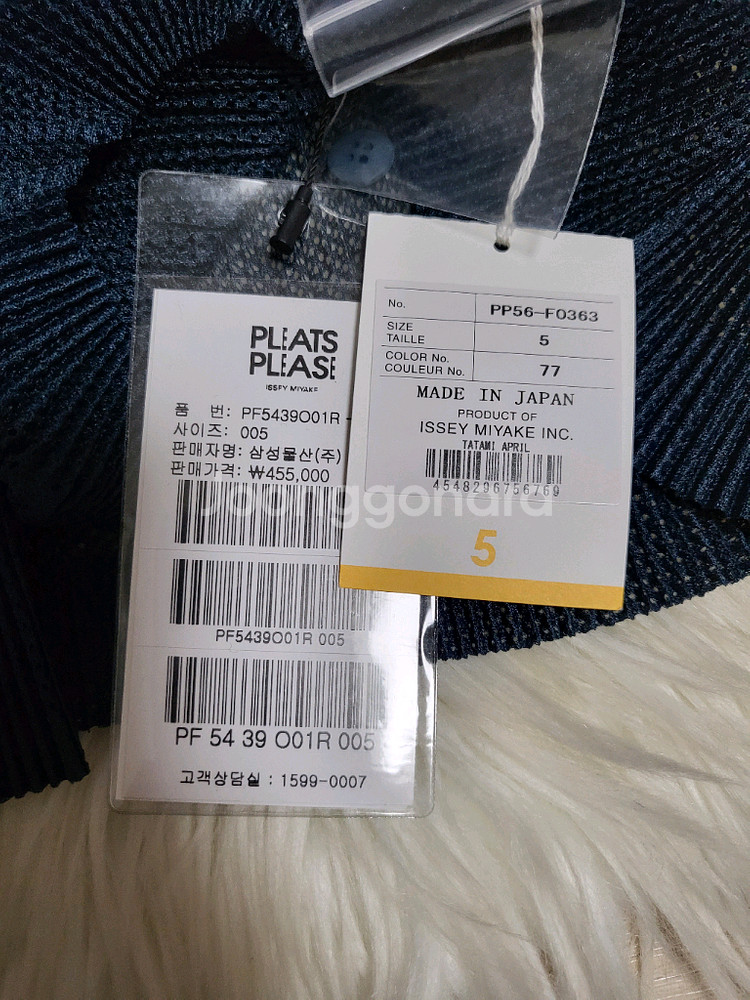 PLEATS
PLEASE
ISSEY MIYAKE
품 번: PF5439O01R -
사이즈: 005
판매자명: 삼성물산(주)
판매가격: ₩455,000
PF5439O01R 005
PF 54 39 O01R 005
고객상담실 : 1599-0007
No. PP56-F0363
SIZE
TAILLE 5
COLOR No.
COULEUR No. 77
MADE IN JAPAN
PRODUCT OF
ISSEY MIYAKE INC.
TATAMI APRIL
4548296756769
5
Joonggonara